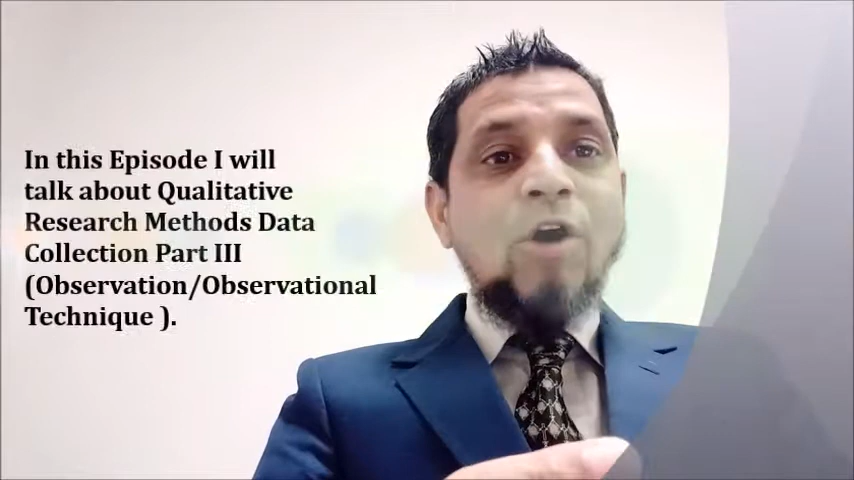 In this Episode I will
talk about Qualitative
Research Methods Data
Collection Part III
(Observation/Observational
Technique ).